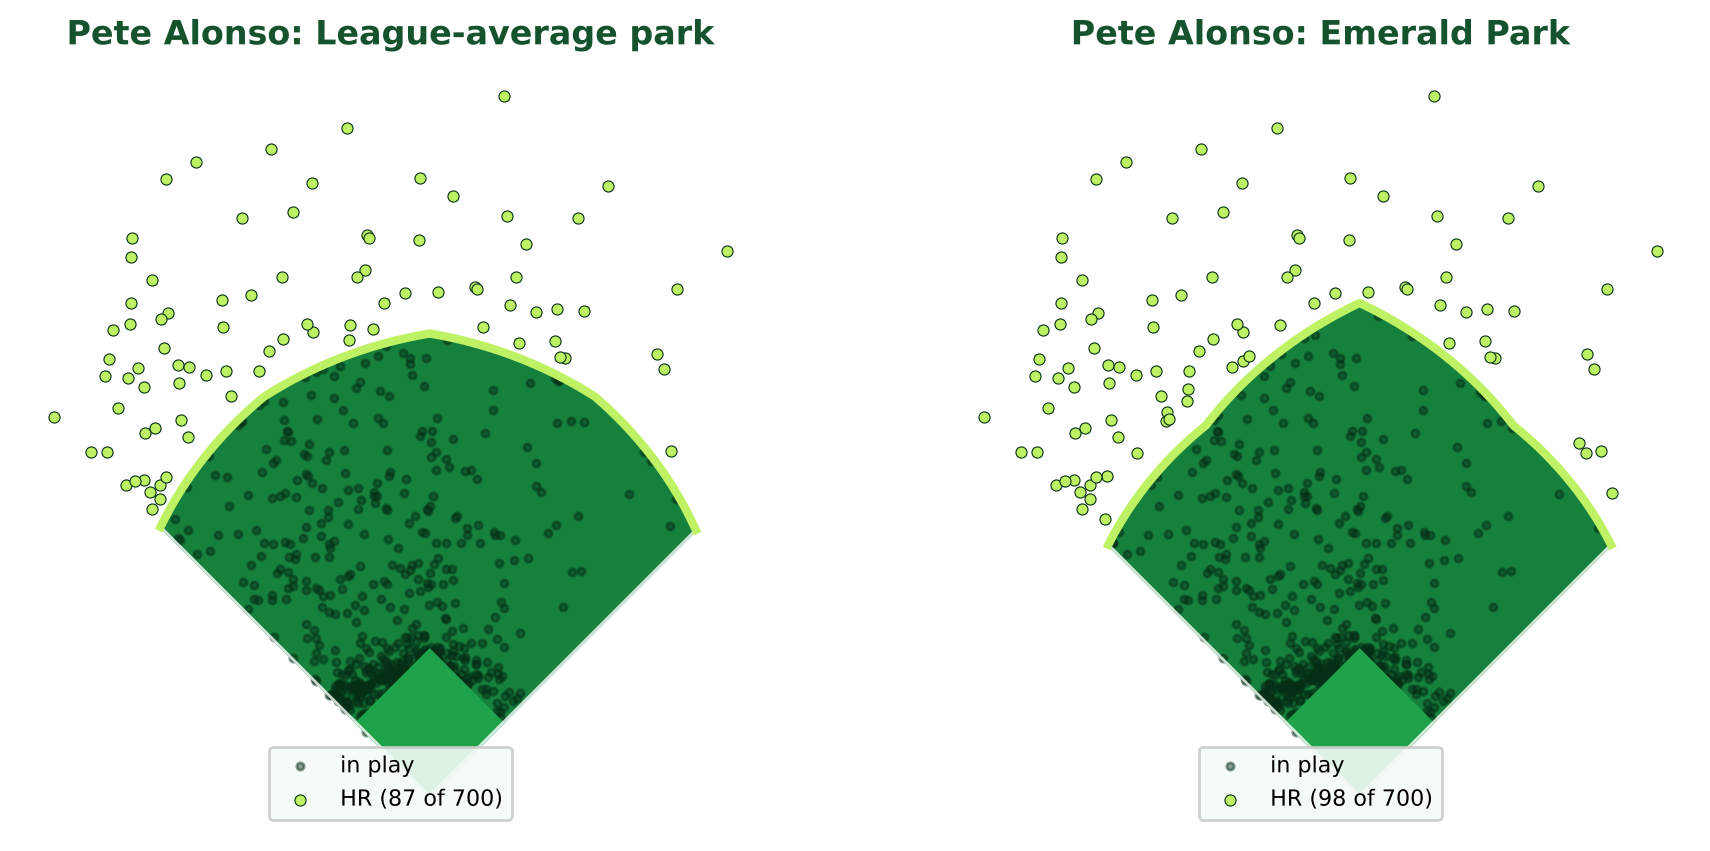 Pete Alonso: League-average park
Pete Alonso: Emerald Park
in play
HR (87 of 700)
in play
HR (98 of 700)